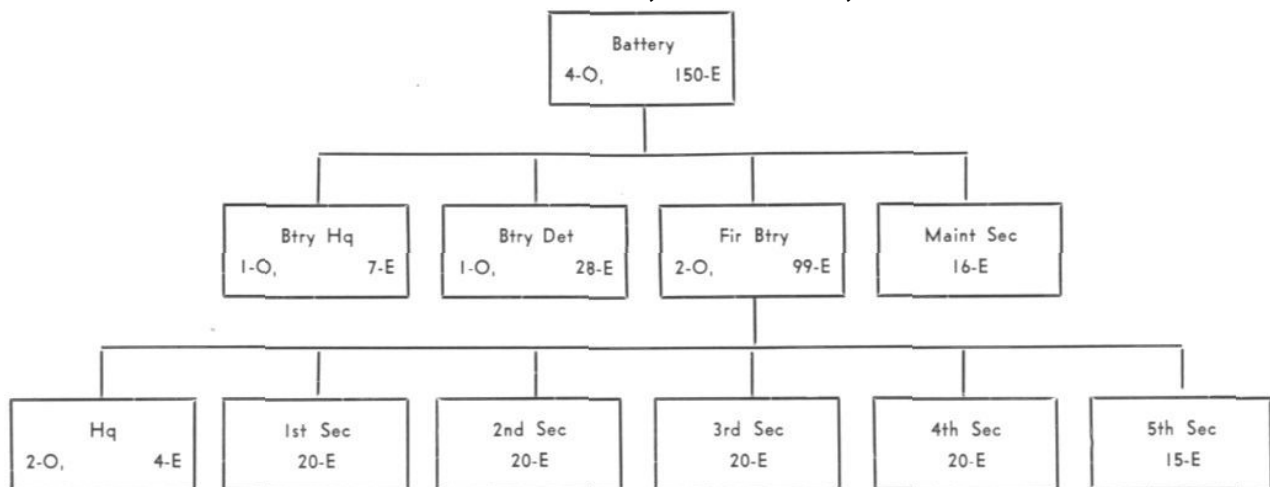 Battery
4-O, 150-E
Btry Hq
1-O, 7-E
Btry Det
1-O, 28-E
Fir Btry
2-O, 99-E
Maint Sec
16-E
Hq
2-O, 4-E
1st Sec
20-E
2nd Sec
20-E
3rd Sec
20-E
4th Sec
20-E
5th Sec
15-E